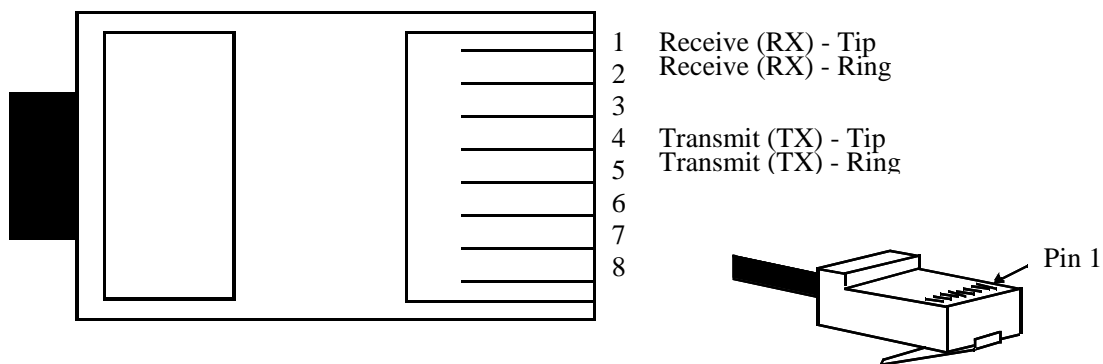 1 Receive (RX) - Tip
2 Receive (RX) - Ring
3
4 Transmit (TX) - Tip
5 Transmit (TX) - Ring
6
7
8
Pin 1